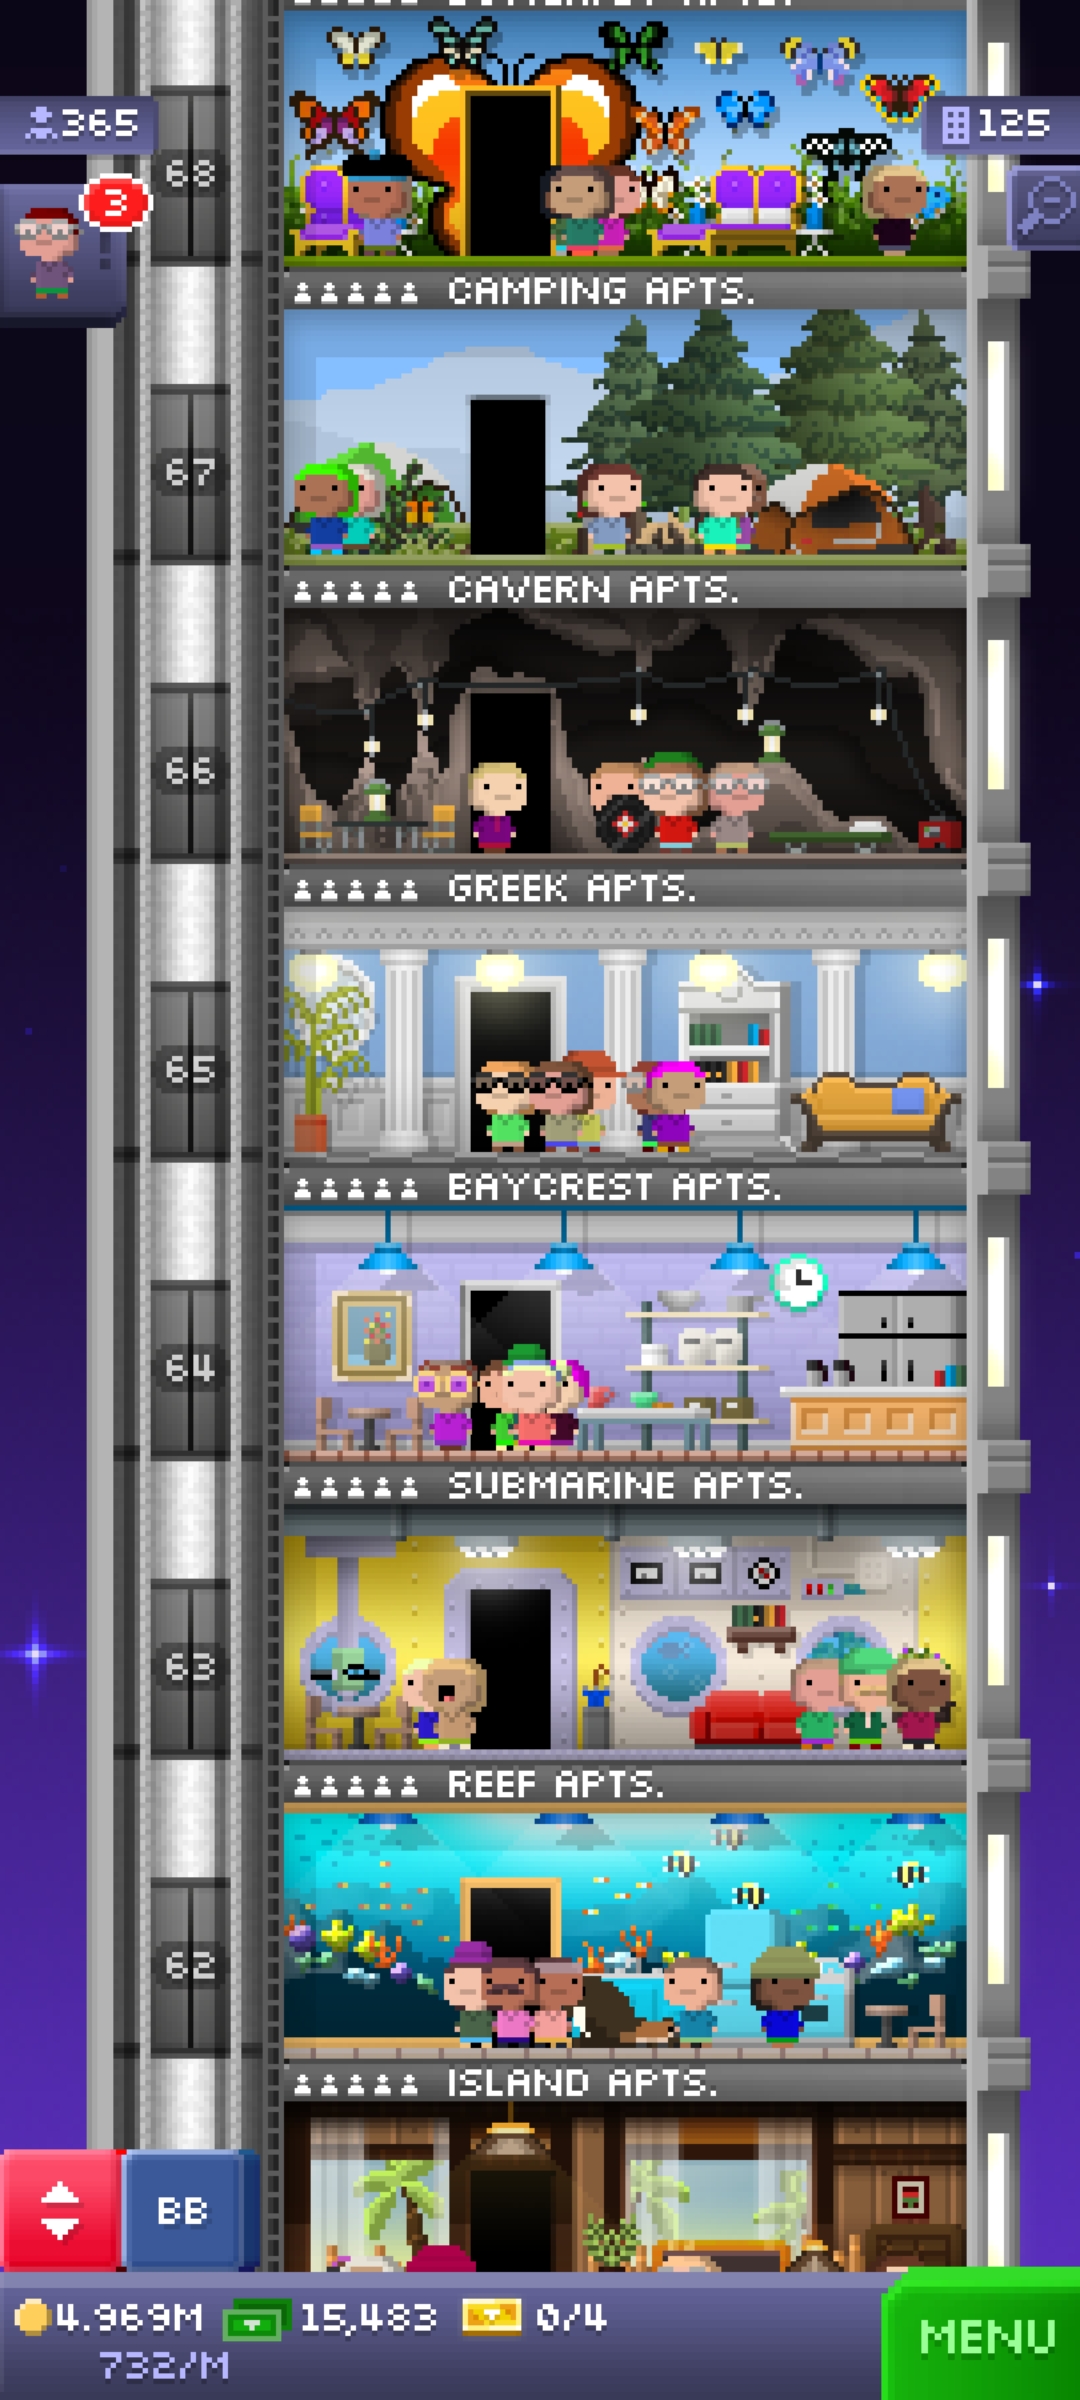 365
125
68
3
CAMPING APTS.
67
CAVERN APTS.
66
GREEK APTS.
65
BAYCREST APTS.
64
SUBMARINE APTS.
63
REEF APTS.
62
ISLAND APTS.
BB
4.969M 15,483 0/4
732/M
MENU